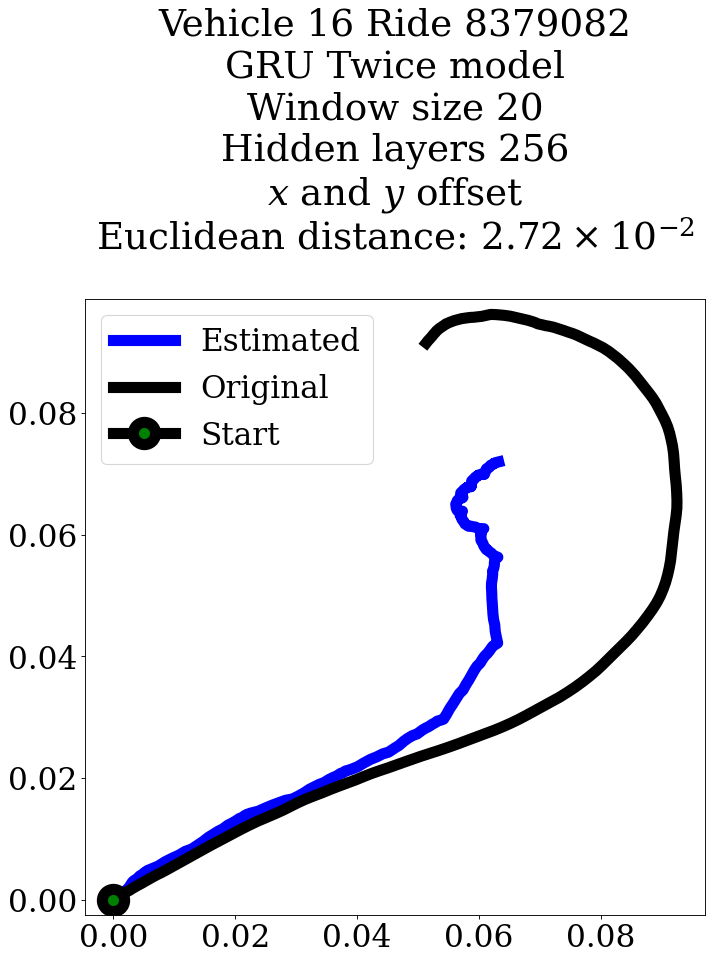 Vehicle 16 Ride 8379082
GRU Twice model
Window size 20
Hidden layers 256
x and y offset
Euclidean distance: 2.72 × 10⁻²
Estimated
Original
Start
0.08
0.06
0.04
0.02
0.00
0.00 0.02 0.04 0.06 0.08